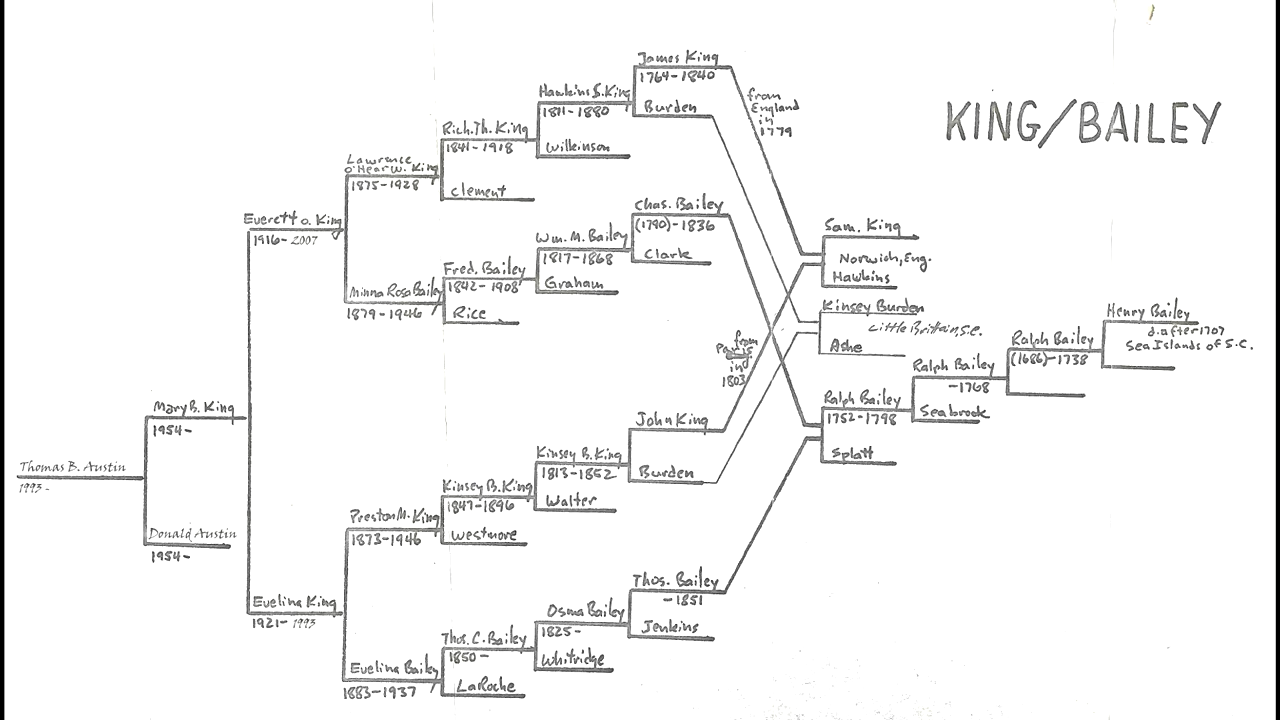 KING/BAILEY
Thomas B. Austin
1993-
Mary B. King
1954-
Donald Austin
1954-
Everett O. King
1916-2007
Evelina King
1921-1993
Lawrence
O'Hear W. King
1875-1928
Minna Rosa Bailey
1879-1946
Preston M. King
1873-1946
Evelina Bailey
1883-1937
Rich. Th. King
1841-1918
Clement
Fred. Bailey
1842-1908
Rice
Kinsey B. King
1847-1896
Westmore
Thos. C. Bailey
1850-
LaRoche
Hawkins S. King
1811-1880
Wilkinson
Wm. M. Bailey
1817-1868
Graham
Kinsey B. King
1813-1852
Walter
Osma Bailey
1825-
Whitridge
James King
1764-1840
Burden
Chas. Bailey
(1790)-1836
Clark
John King
Burden
Thos. Bailey
-1851
Jenkins
from
England
in
1779
from
Paris
in
1803
Sam. King
Norwich, Eng.
Hawkins
Kinsey Burden
Little Brittain, S.C.
Ashe
Ralph Bailey
1752-1798
Splatt
Ralph Bailey
-1768
Seabrook
Ralph Bailey
(1686)-1738
Henry Bailey
d. after 1707
Sea Islands of S.C.